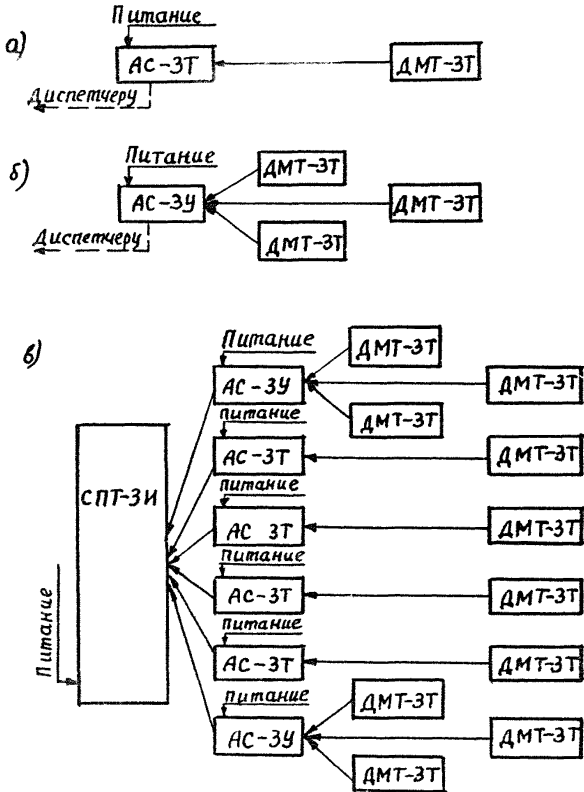 а)
Питание
АС-3Т
ДМТ-3Т
Диспетчеру
б)
Питание
ДМТ-3Т
АС-3У
ДМТ-3Т
ДМТ-3Т
Диспетчеру
в)
Питание
ДМТ-3Т
АС-3У
ДМТ-3Т
ДМТ-3Т
питание
АС-3Т
ДМТ-3Т
СПТ-3И
питание
АС 3Т
ДМТ-3Т
питание
АС-3Т
ДМТ-3Т
Питание
питание
АС-3Т
ДМТ-3Т
питание
ДМТ-3Т
АС-3У
ДМТ-3Т
ДМТ-3Т